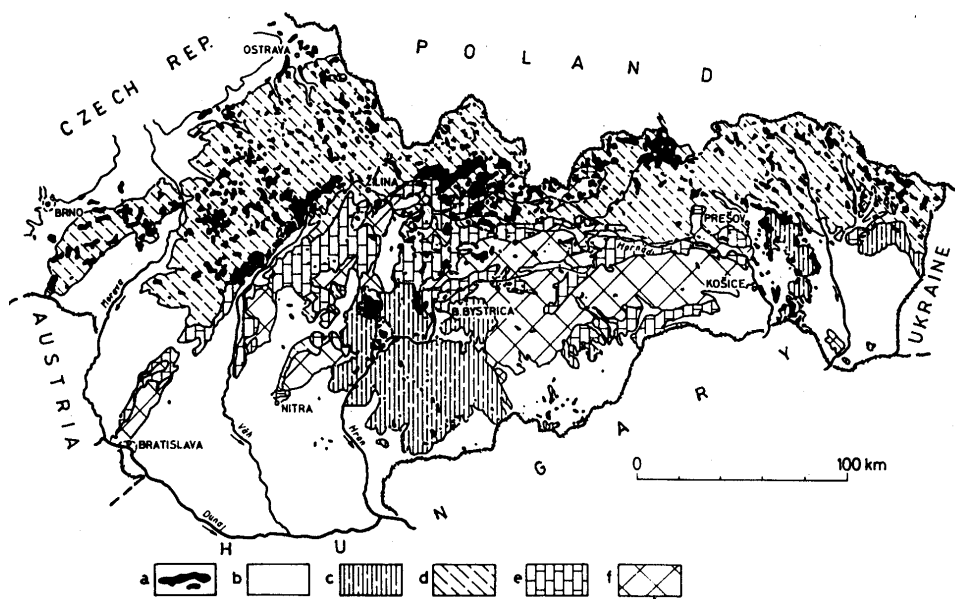 OSTRAVA
POLAND
CZECH REP.
ŽILINA
BRNO
PREŠOV
Hornád
Morava
KOŠICE
B.BYSTRICA
UKRAINE
AUSTRIA
NITRA
BRATISLAVA
Váh
Hron
0 100 km
Dunaj
HUNGARY
a b c d e f